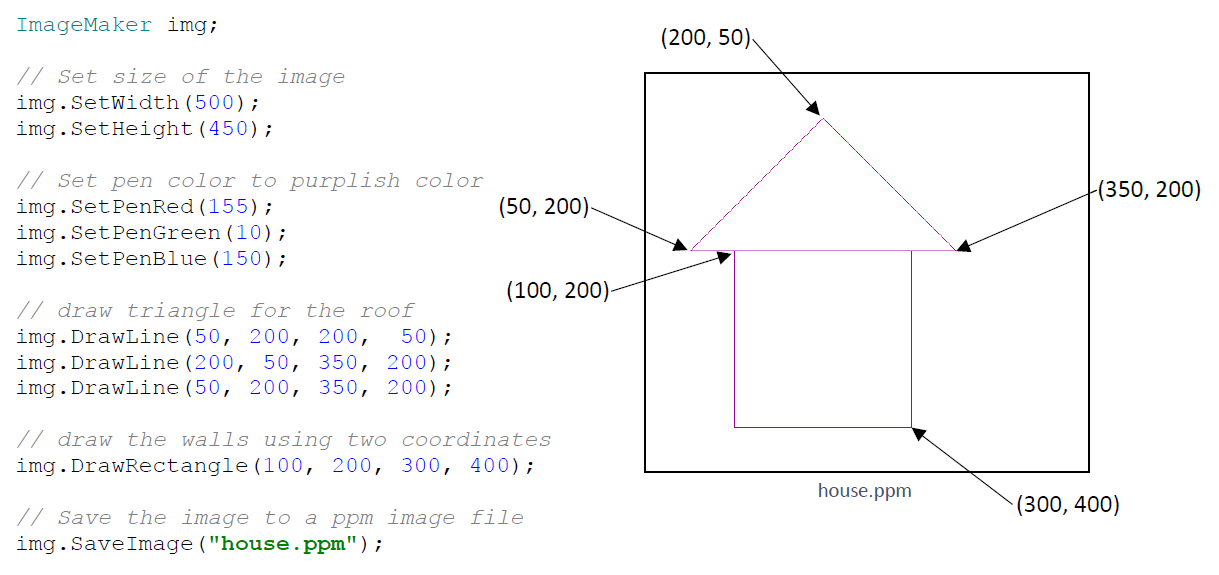 ImageMaker img;
// Set size of the image
img.SetWidth(500);
img.SetHeight(450);
// Set pen color to purplish color
img.SetPenRed(155);
img.SetPenGreen(10);
img.SetPenBlue(150);
// draw triangle for the roof
img.DrawLine(50, 200, 200,  50);
img.DrawLine(200, 50, 350, 200);
img.DrawLine(50, 200, 350, 200);
// draw the walls using two coordinates
img.DrawRectangle(100, 200, 300, 400);
// Save the image to a ppm image file
img.SaveImage("house.ppm");
(200, 50)
(50, 200)
(350, 200)
(100, 200)
(300, 400)
house.ppm